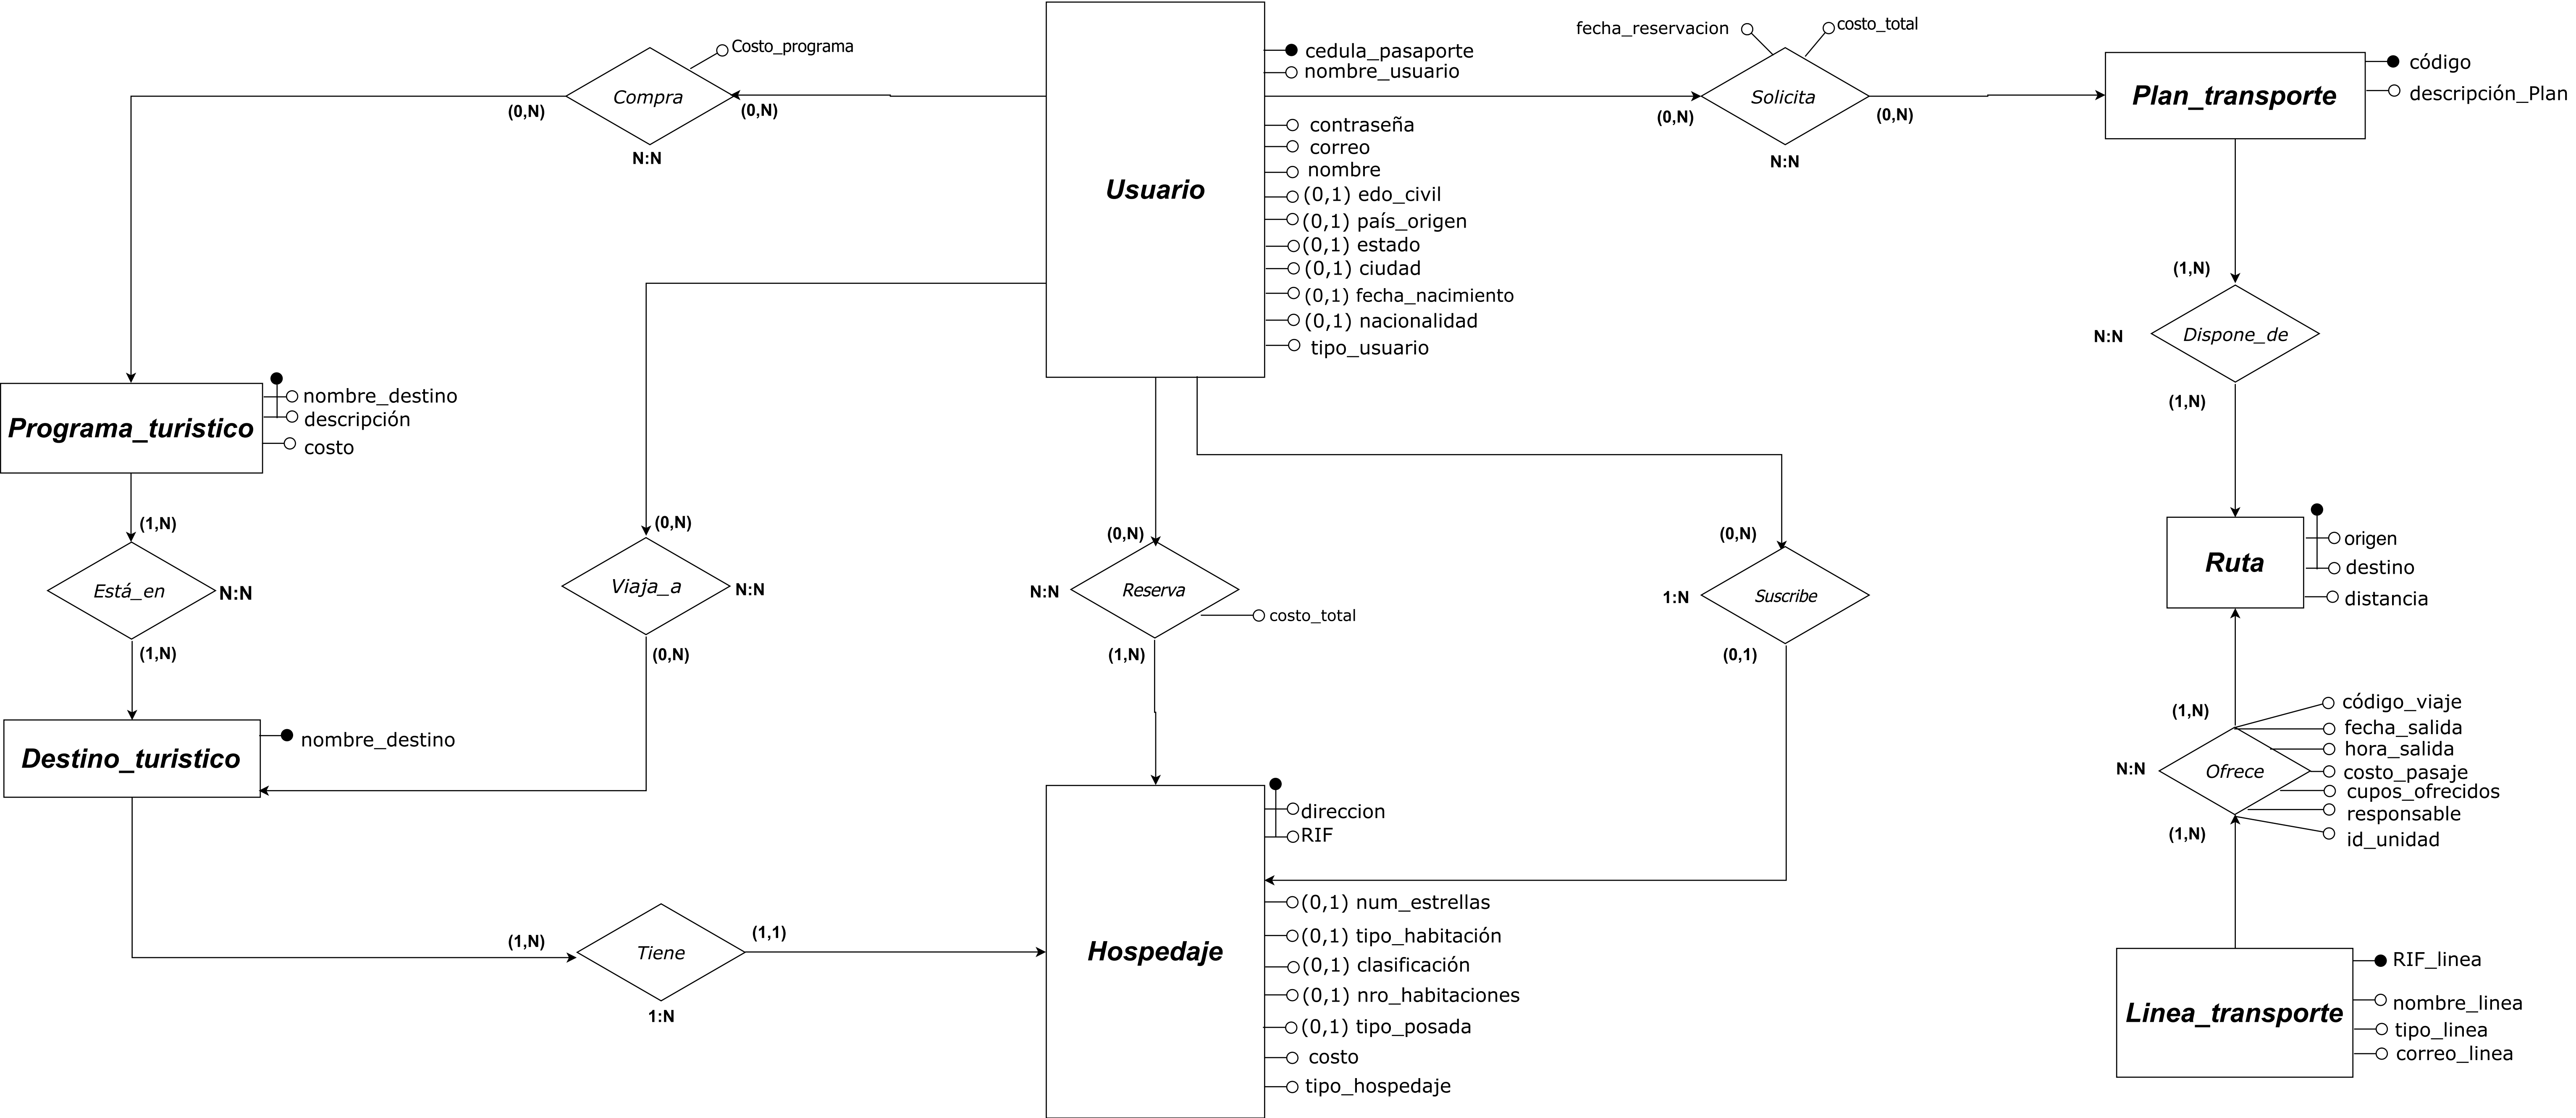 Costo_programa
Compra
(0,N)
(0,N)
N:N
Usuario
cedula_pasaporte
nombre_usuario
contraseña
correo
nombre
(0,1) edo_civil
(0,1) país_origen
(0,1) estado
(0,1) ciudad
(0,1) fecha_nacimiento
(0,1) nacionalidad
tipo_usuario
fecha_reservacion
costo_total
Solicita
(0,N)
(0,N)
N:N
Plan_transporte
código
descripción_Plan
(1,N)
N:N
Dispone_de
(1,N)
Programa_turistico
nombre_destino
descripción
costo
(1,N)
Está_en
N:N
(1,N)
(0,N)
Viaja_a
N:N
(0,N)
(0,N)
N:N
Reserva
costo_total
(1,N)
(0,N)
1:N
Suscribe
(0,1)
Ruta
origen
destino
distancia
Destino_turistico
nombre_destino
(1,N)
N:N
Ofrece
código_viaje
fecha_salida
hora_salida
costo_pasaje
cupos_ofrecidos
responsable
id_unidad
(1,N)
(1,N)
Tiene
(1,1)
1:N
Hospedaje
direccion
RIF
(0,1) num_estrellas
(0,1) tipo_habitación
(0,1) clasificación
(0,1) nro_habitaciones
(0,1) tipo_posada
costo
tipo_hospedaje
Linea_transporte
RIF_linea
nombre_linea
tipo_linea
correo_linea